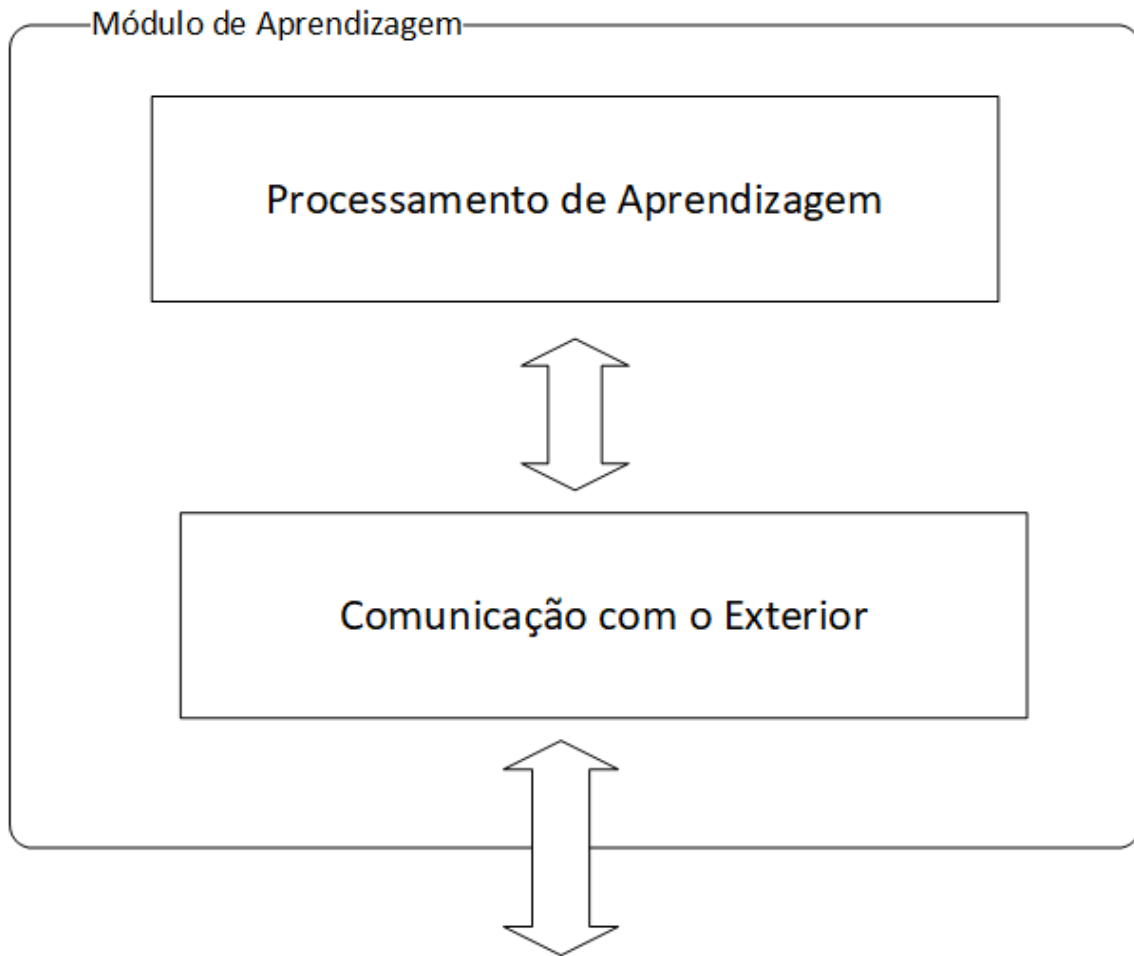 Módulo de Aprendizagem
Processamento de Aprendizagem
Comunicação com o Exterior